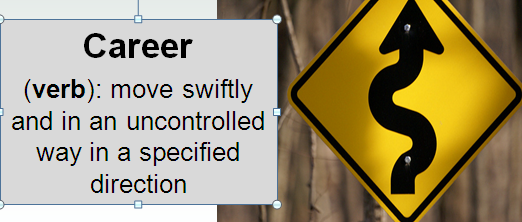 Career
(verb): move swiftly
and in an uncontrolled
way in a specified
direction